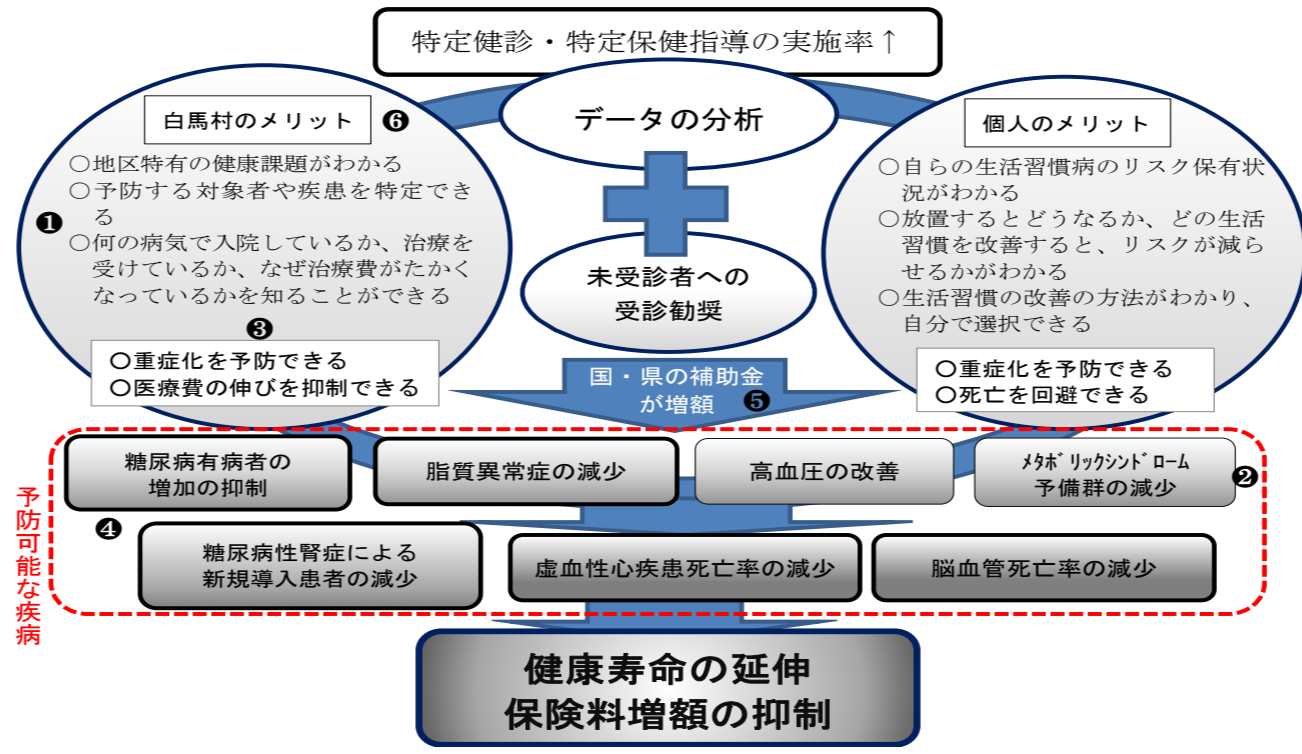 特定健診・特定保健指導の実施率↑
白馬村のメリット ❻
○地区特有の健康課題がわかる
○予防する対象者や疾患を特定でき
る
❶
○何の病気で入院しているか、治療を
受けているか、なぜ治療費がたかく
なっているかを知ることができる
❸
○重症化を予防できる
○医療費の伸びを抑制できる
データの分析
未受診者への
受診勧奨
国・県の補助金
が増額 ❺
個人のメリット
○自らの生活習慣病のリスク保有状
況がわかる
○放置するとどうなるか、どの生活
習慣を改善すると、リスクが減ら
せるかがわかる
○生活習慣の改善の方法がわかり、
自分で選択できる
○重症化を予防できる
○死亡を回避できる
予防可能な疾病
糖尿病有病者の
増加の抑制
脂質異常症の減少
高血圧の改善
ﾒﾀﾎﾞﾘｯｸｼﾝﾄﾞﾛｰﾑ
予備群の減少
❷
❹
糖尿病性腎症による
新規導入患者の減少
虚血性心疾患死亡率の減少
脳血管死亡率の減少
健康寿命の延伸
保険料増額の抑制